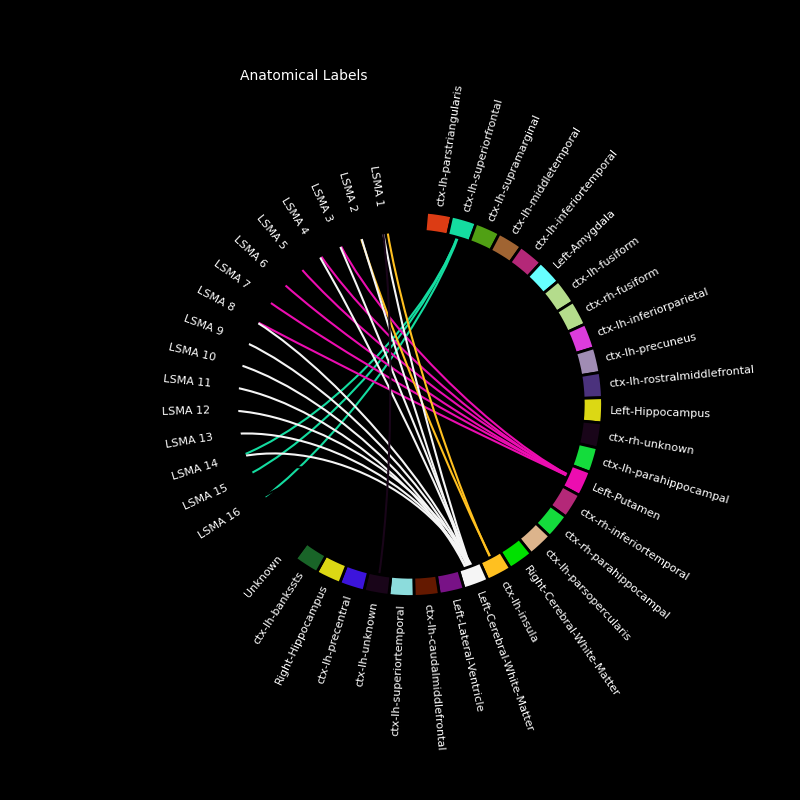 Anatomical Labels
LSMA 1
LSMA 2
LSMA 3
LSMA 4
LSMA 5
LSMA 6
LSMA 7
LSMA 8
LSMA 9
LSMA 10
LSMA 11
LSMA 12
LSMA 13
LSMA 14
LSMA 15
LSMA 16
ctx-lh-parstriangularis
ctx-lh-superiorfrontal
ctx-lh-supramarginal
ctx-lh-middletemporal
ctx-lh-inferiortemporal
Left-Amygdala
ctx-lh-fusiform
ctx-rh-fusiform
ctx-lh-inferiorparietal
ctx-lh-precuneus
ctx-lh-rostralmiddlefrontal
Left-Hippocampus
ctx-rh-unknown
ctx-lh-parahippocampal
Left-Putamen
ctx-rh-inferiortemporal
ctx-rh-parahippocampal
ctx-lh-parsopercularis
Right-Cerebral-White-Matter
ctx-lh-insula
Left-Cerebral-White-Matter
Left-Lateral-Ventricle
ctx-lh-caudalmiddlefrontal
ctx-lh-superiortemporal
ctx-lh-unknown
ctx-lh-precentral
Right-Hippocampus
ctx-lh-bankssts
Unknown